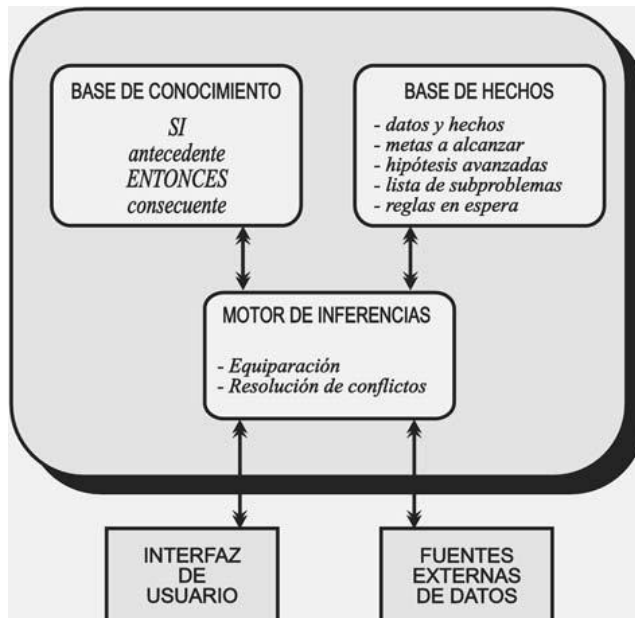 BASE DE CONOCIMIENTO
SI
antecedente
ENTONCES
consecuente
BASE DE HECHOS
- datos y hechos
- metas a alcanzar
- hipótesis avanzadas
- lista de subproblemas
- reglas en espera
MOTOR DE INFERENCIAS
- Equiparación
- Resolución de conflictos
INTERFAZ
DE
USUARIO
FUENTES
EXTERNAS
DE DATOS